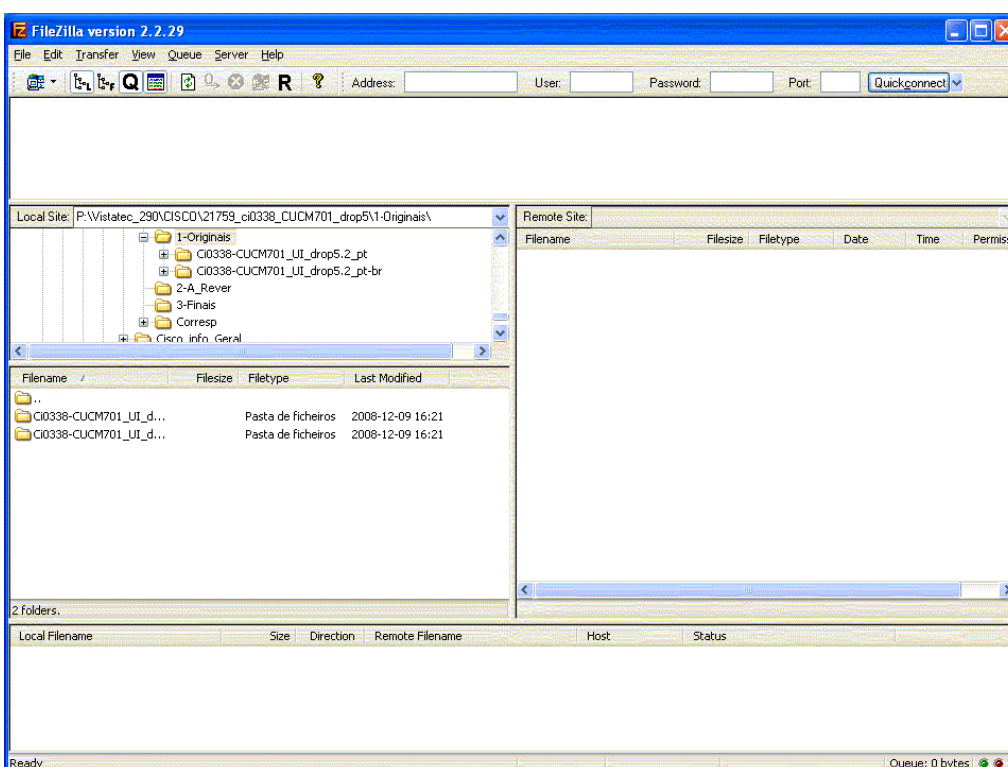 FileZilla version 2.2.29
File Edit Transfer View Queue Server Help
Q R ? Address: User: Password: Port: Quickconnect
Local Site: P:\Vistatec_290\CISCO\21759_ci0338_CUCM701_drop5\1-Originais\
Remote Site:
1-Originais
Ci0338-CUCM701_UI_drop5.2_pt
Ci0338-CUCM701_UI_drop5.2_pt-br
2-A_Rever
3-Finais
Corresp
Cisco_info_Geral
Filename Filesize Filetype Date Time Permis
Filename Filesize Filetype Last Modified
..
Ci0338-CUCM701_UI_d... Pasta de ficheiros 2008-12-09 16:21
Ci0338-CUCM701_UI_d... Pasta de ficheiros 2008-12-09 16:21
2 folders.
Local Filename Size Direction Remote Filename Host Status
Ready Queue: 0 bytes